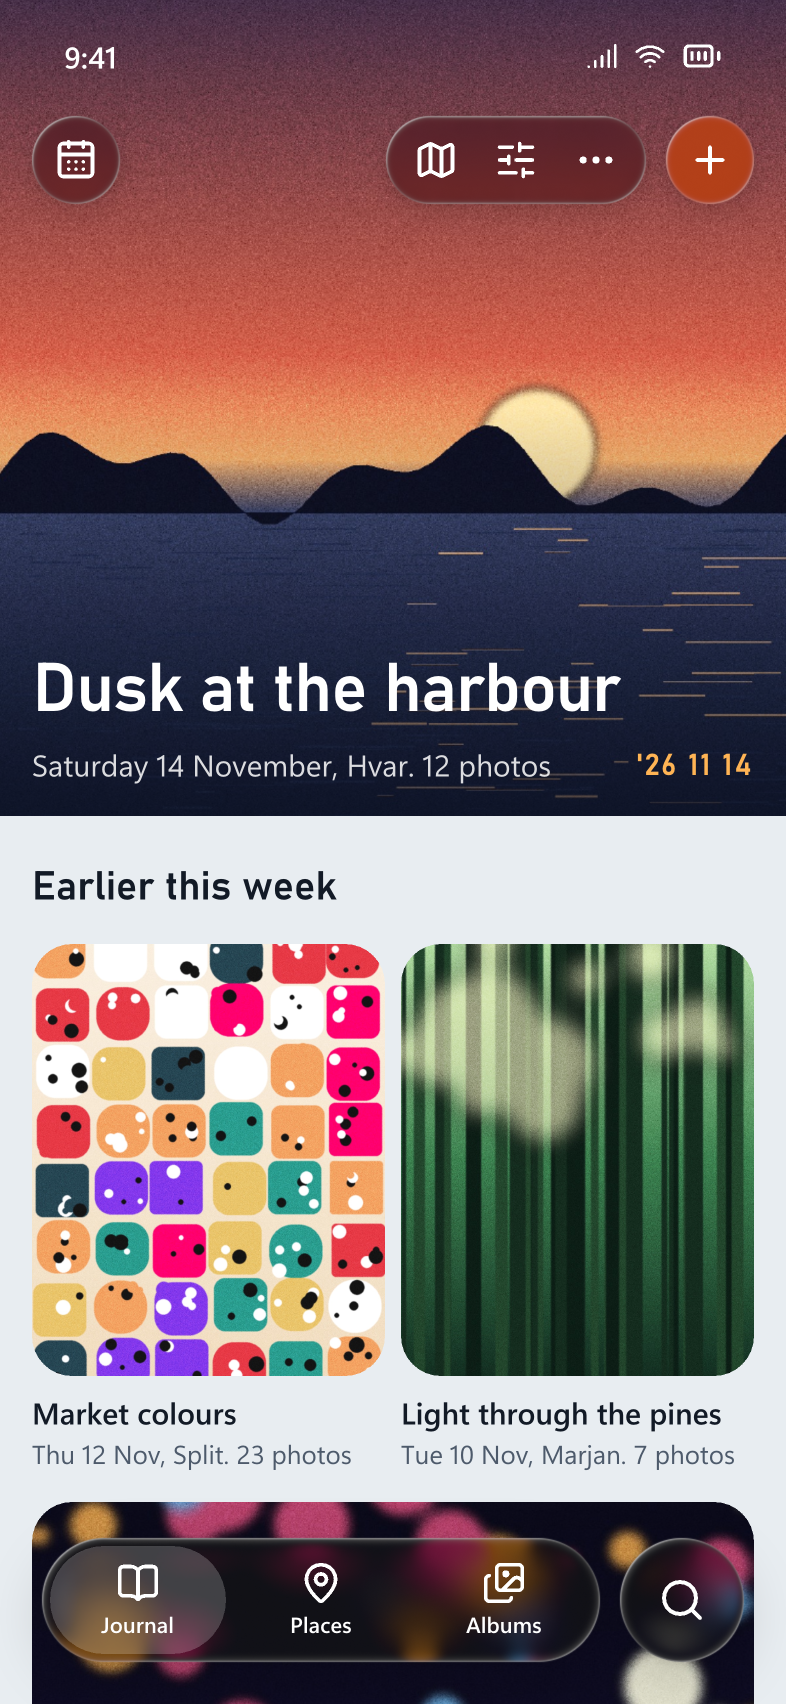 9:41
Dusk at the harbour
Saturday 14 November, Hvar. 12 photos
'26 11 14
Earlier this week
Market colours
Thu 12 Nov, Split. 23 photos
Light through the pines
Tue 10 Nov, Marjan. 7 photos
Journal
Places
Albums